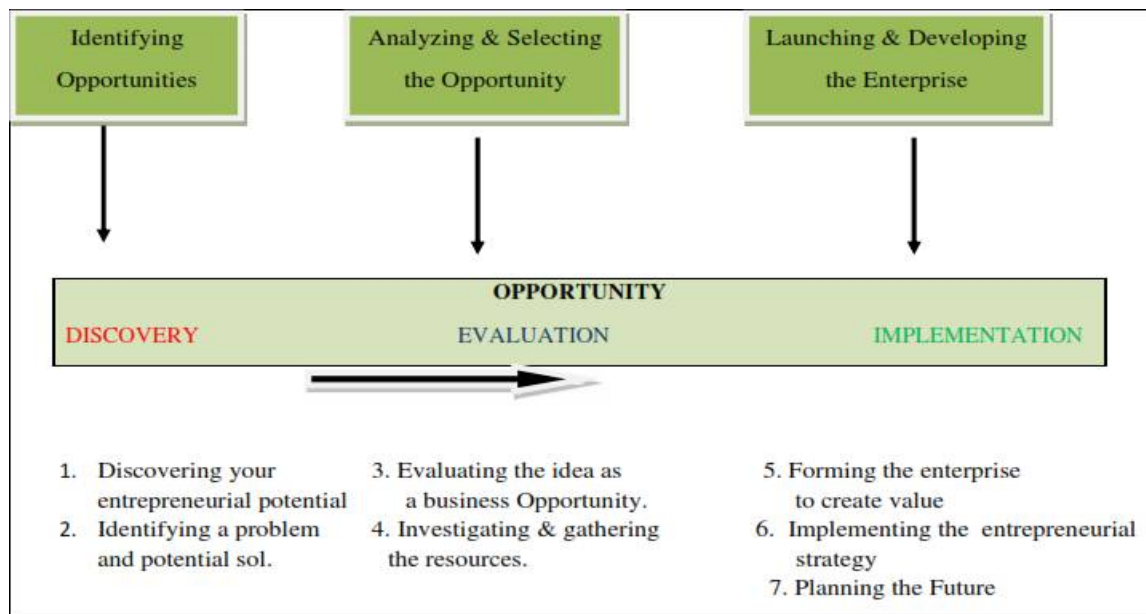 Identifying
Opportunities
Analyzing & Selecting
the Opportunity
Launching & Developing
the Enterprise
OPPORTUNITY
DISCOVERY
EVALUATION
IMPLEMENTATION
1. Discovering your
entrepreneurial potential
2. Identifying a problem
and potential sol.
3. Evaluating the idea as
a business Opportunity.
4. Investigating & gathering
the resources.
5. Forming the enterprise
to create value
6. Implementing the entrepreneurial
strategy
7. Planning the Future